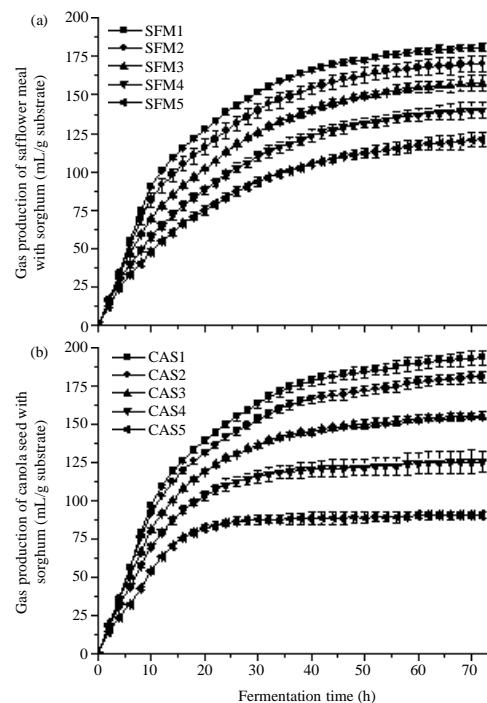 (a)
SFM1
SFM2
SFM3
SFM4
SFM5
Gas production of safflower meal
with sorghum (mL/g substrate)
200
175
150
125
100
75
50
25
0
(b)
CAS1
CAS2
CAS3
CAS4
CAS5
Gas production of canola seed with
sorghum (mL/g substrate)
200
175
150
125
100
75
50
25
0
0 10 20 30 40 50 60 70
Fermentation time (h)